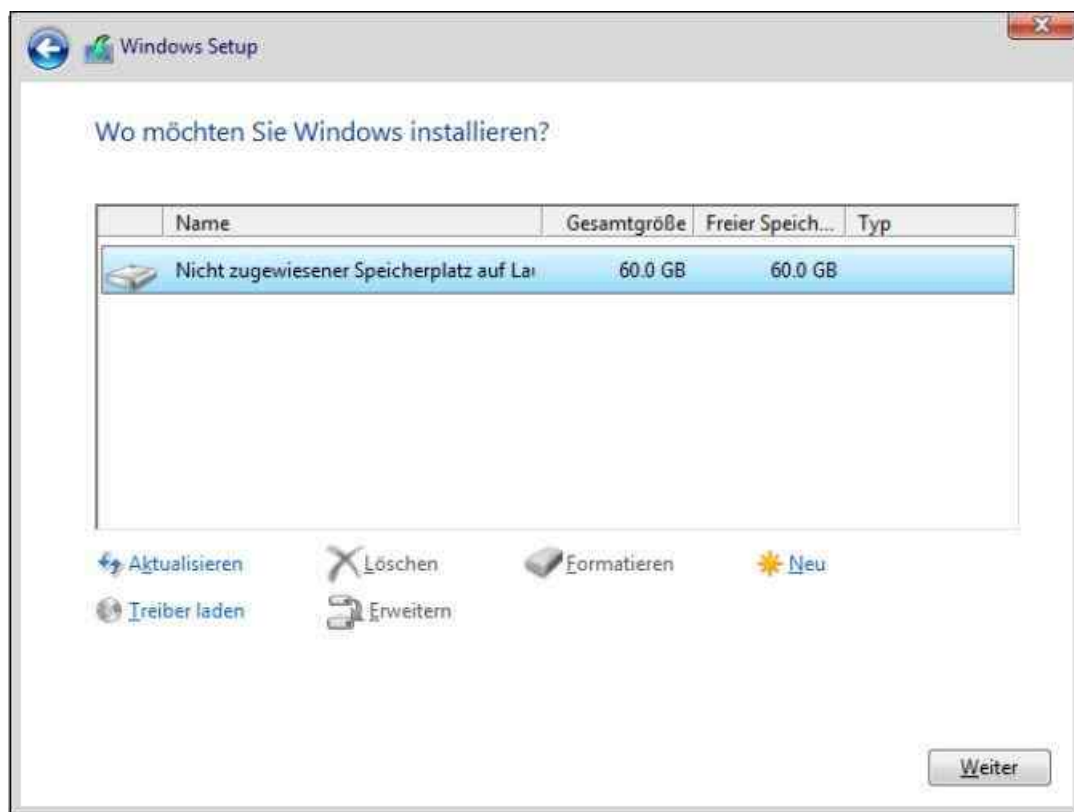 Windows Setup
Wo möchten Sie Windows installieren?
Name Gesamtgröße Freier Speich... Typ
Nicht zugewiesener Speicherplatz auf 60.0 GB 60.0 GB
Aktualisieren Löschen Formatieren Neu
Treiber laden Erweitern
Weiter